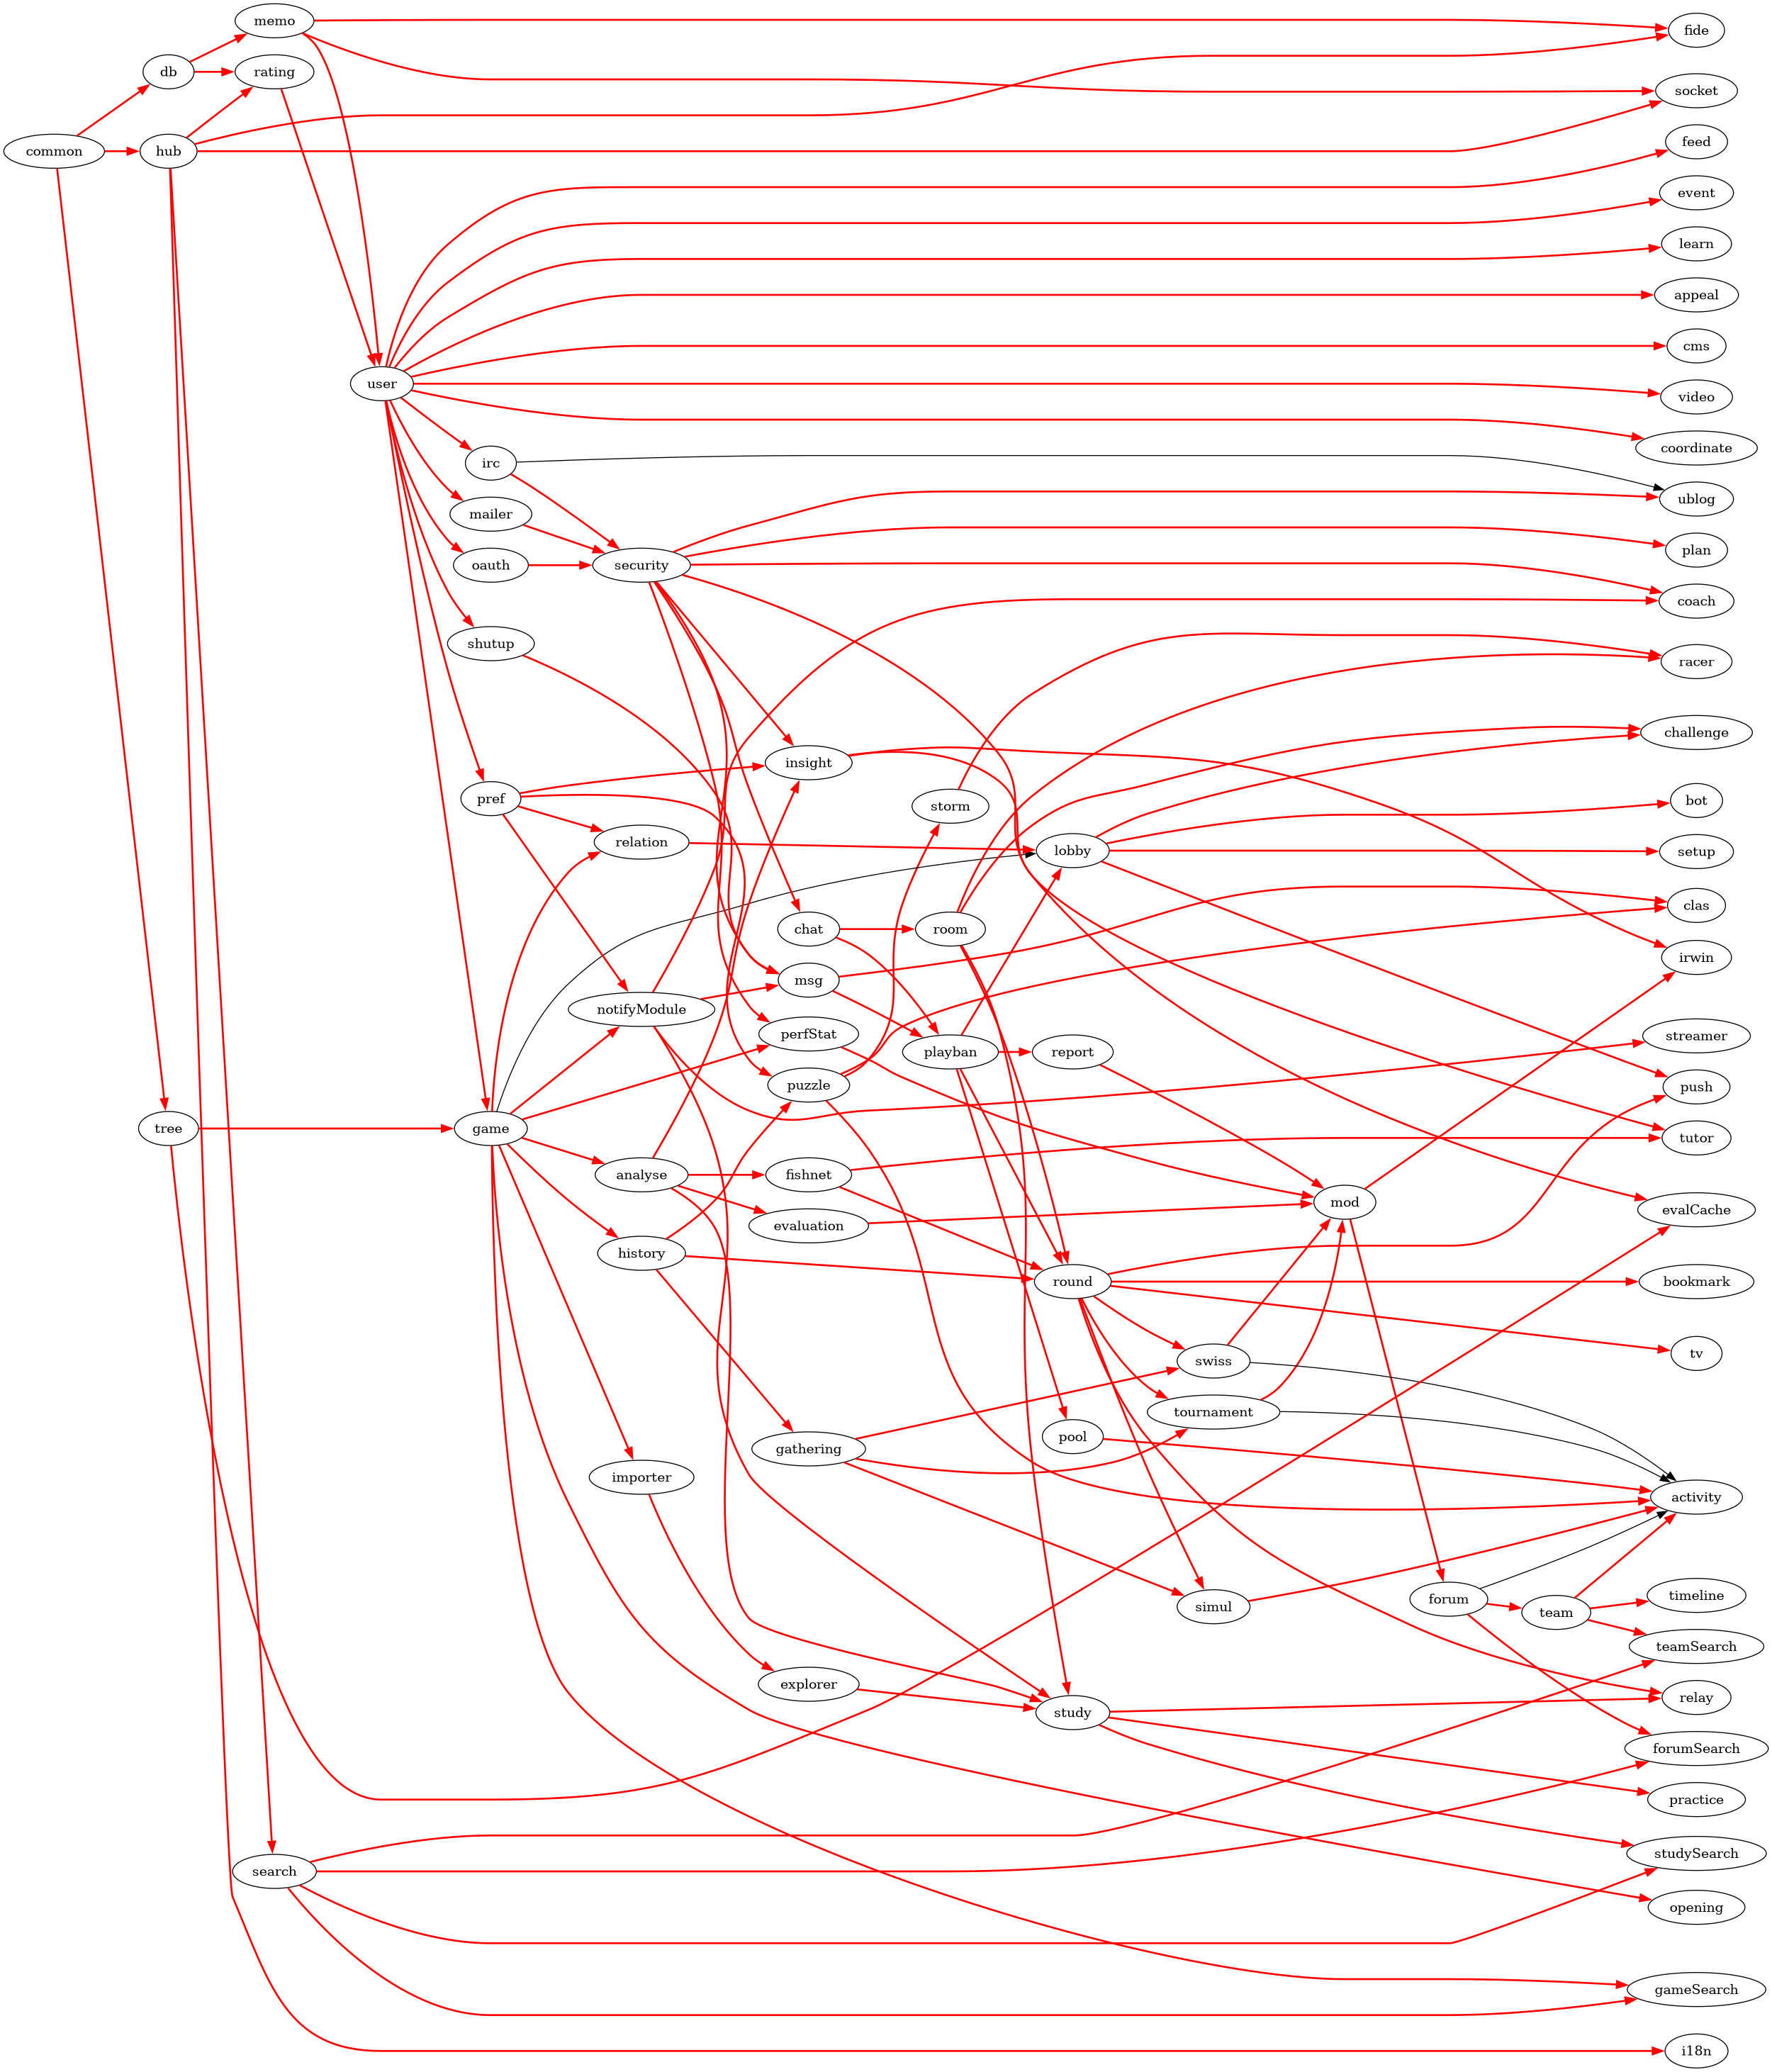 memo
fide
db
rating
socket
common
hub
feed
event
learn
appeal
cms
user
video
coordinate
irc
mailer
ublog
oauth
security
plan
coach
shutup
racer
challenge
insight
pref
storm
bot
relation
lobby
setup
clas
chat
room
irwin
msg
notifyModule
perfStat
streamer
playban
report
puzzle
push
tree
game
tutor
analyse
fishnet
mod
evalCache
evaluation
history
round
bookmark
swiss
tv
tournament
pool
gathering
importer
activity
timeline
forum
simul
team
teamSearch
explorer
relay
study
forumSearch
practice
studySearch
search
opening
gameSearch
i18n